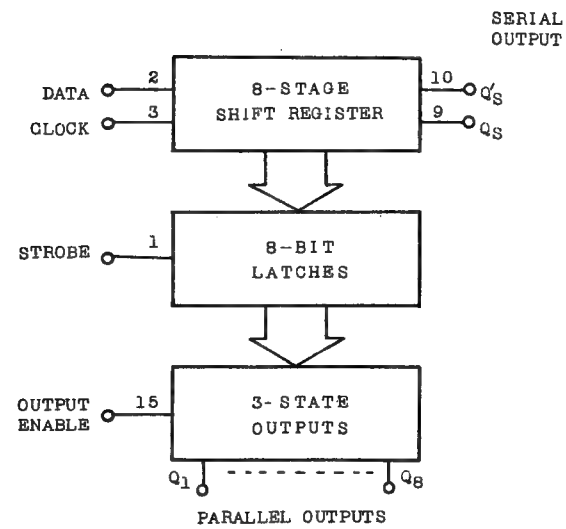 SERIAL
OUTPUT
DATA 2 8-STAGE 10 Q'S
CLOCK 3 SHIFT REGISTER 9 QS
STROBE 1 8-BIT
LATCHES
OUTPUT 15 3-STATE
ENABLE OUTPUTS
Q1 Q8
PARALLEL OUTPUTS